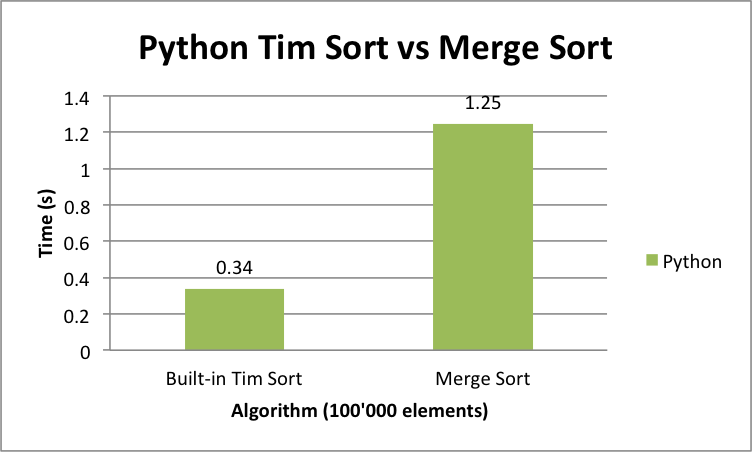 Python Tim Sort vs Merge Sort
1.4
1.2
1
0.8
0.6
0.4
0.2
0
Time (s)
0.34
1.25
Built-in Tim Sort
Merge Sort
Algorithm (100'000 elements)
Python